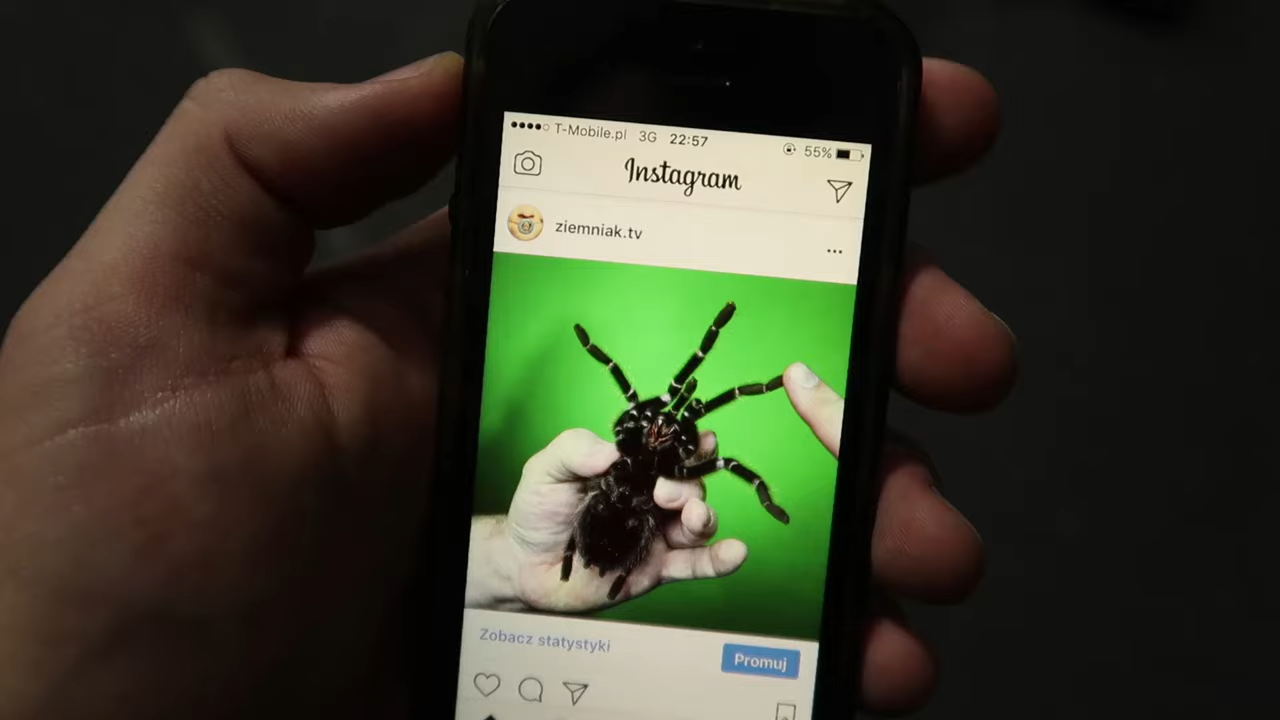 T-Mobile.pl 3G 22:57 55%
Instagram
ziemniak.tv
Zobacz statystyki
Promuj